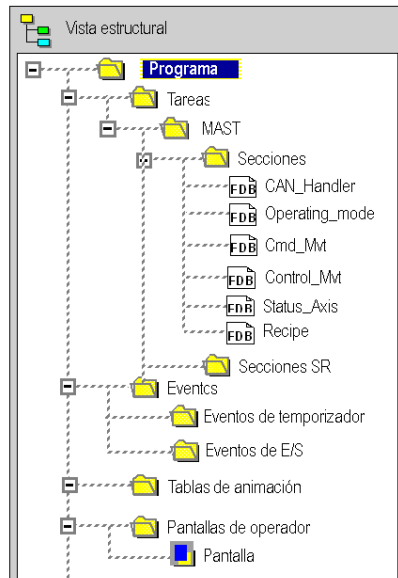 Vista estructural
Programa
Tareas
MAST
Secciones
FDB CAN_Handler
FDB Operating_mode
FDB Cmd_Mvt
FDB Control_Mvt
FDB Status_Axis
FDB Recipe
Secciones SR
Eventos
Eventos de temporizador
Eventos de E/S
Tablas de animación
Pantallas de operador
Pantalla